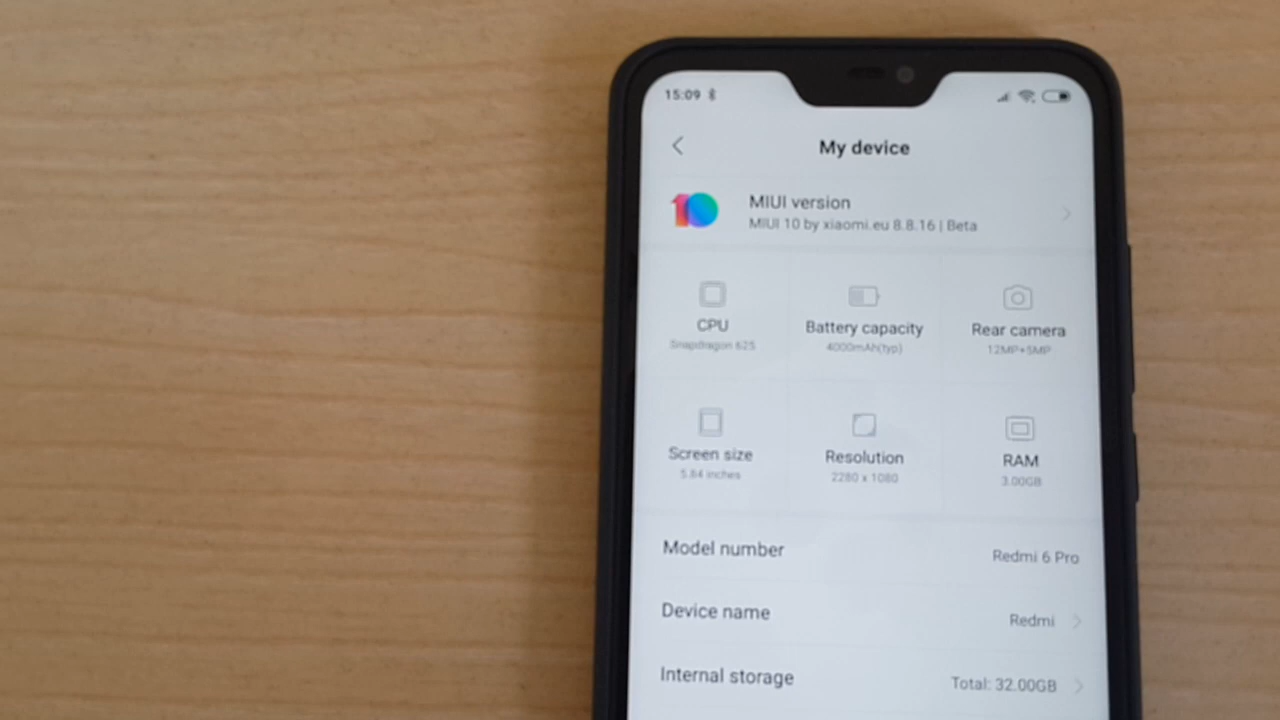 15:09
My device
10
MIUI version
MIUI 10 by xiaomi.eu 8.8.16 | Beta
CPU
Snapdragon 625
Battery capacity
4000mAh(typ)
Rear camera
12MP+5MP
Screen size
5.84 inches
Resolution
2280 x 1080
RAM
3.00GB
Model number
Redmi 6 Pro
Device name
Redmi
Internal storage
Total: 32.00GB